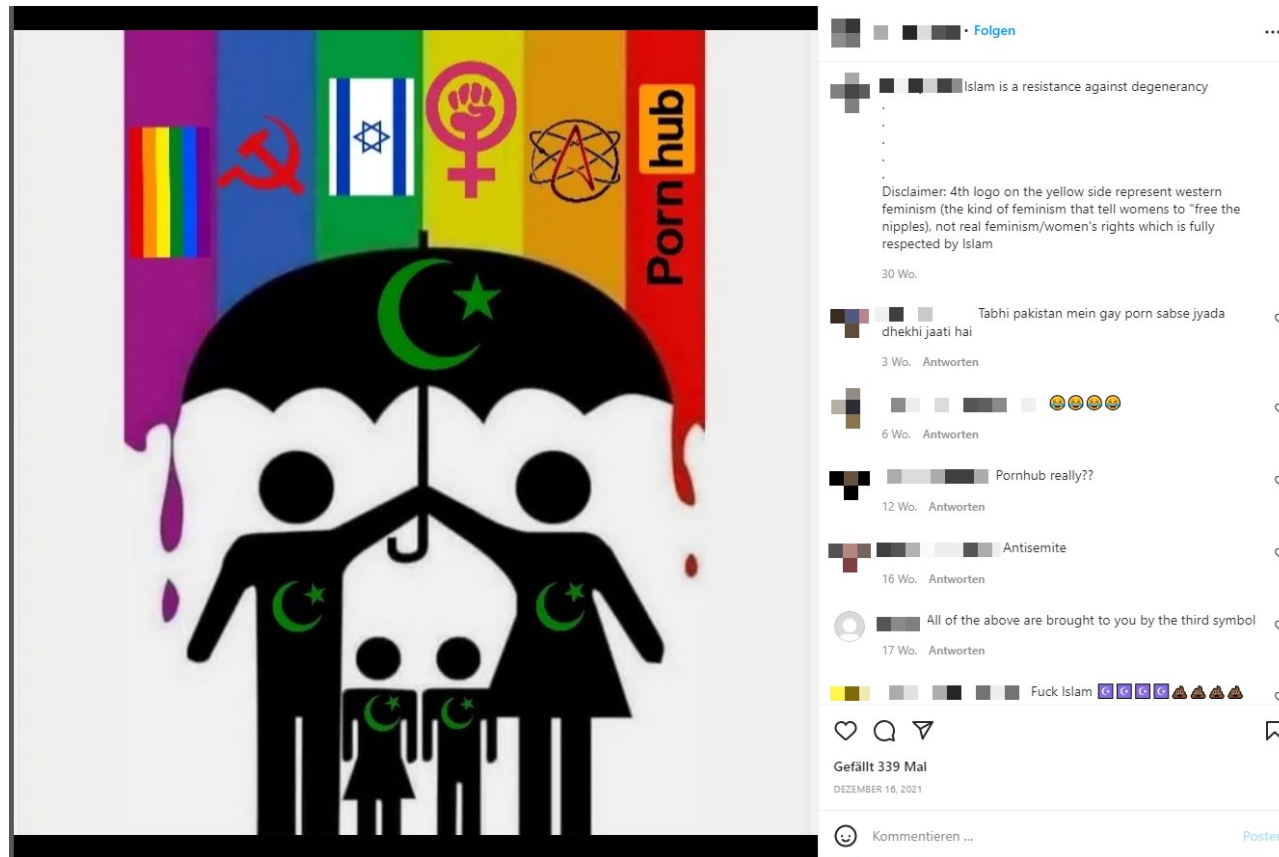 Porn hub
Folgen
Islam is a resistance against degenerancy
.
.
.
.
.
Disclaimer: 4th logo on the yellow side represent western
feminism (the kind of feminism that tell womens to "free the
nipples), not real feminism/women's rights which is fully
respected by Islam
30 Wo.
Tabhi pakistan mein gay porn sabse jyada
dhekhi jaati hai
3 Wo. Antworten
😂😂😂😂
6 Wo. Antworten
Pornhub really??
12 Wo. Antworten
Antisemite
16 Wo. Antworten
All of the above are brought to you by the third symbol
17 Wo. Antworten
Fuck Islam ☪️☪️☪️☪️💩💩💩💩
Gefällt 339 Mal
DEZEMBER 16, 2021
Kommentieren ...
Posten